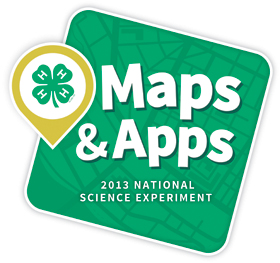 H H
H H
Maps
& Apps
2013 NATIONAL
SCIENCE EXPERIMENT